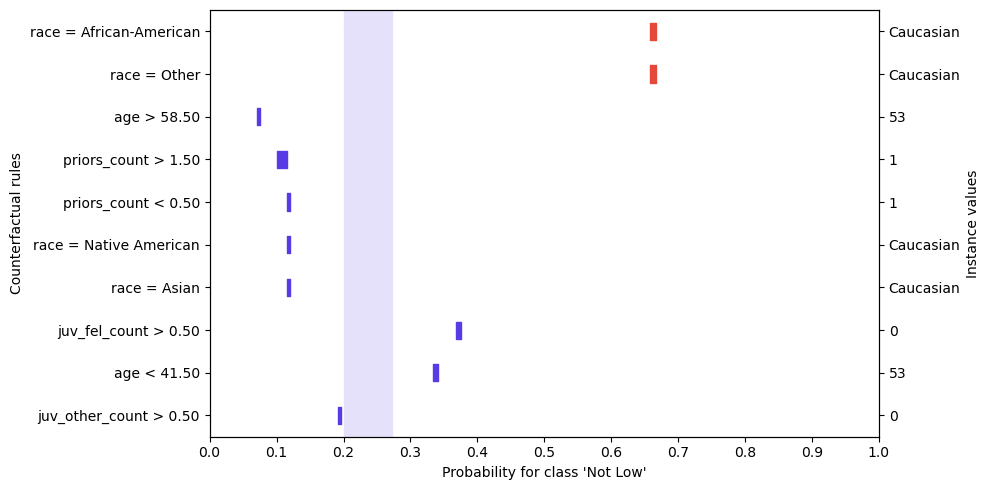 race = African-American
Caucasian
race = Other
Caucasian
age > 58.50
53
priors_count > 1.50
1
priors_count < 0.50
1
race = Native American
Caucasian
race = Asian
Caucasian
juv_fel_count > 0.50
0
age < 41.50
53
juv_other_count > 0.50
0
Counterfactual rules
Instance values
0.0 0.1 0.2 0.3 0.4 0.5 0.6 0.7 0.8 0.9 1.0
Probability for class 'Not Low'